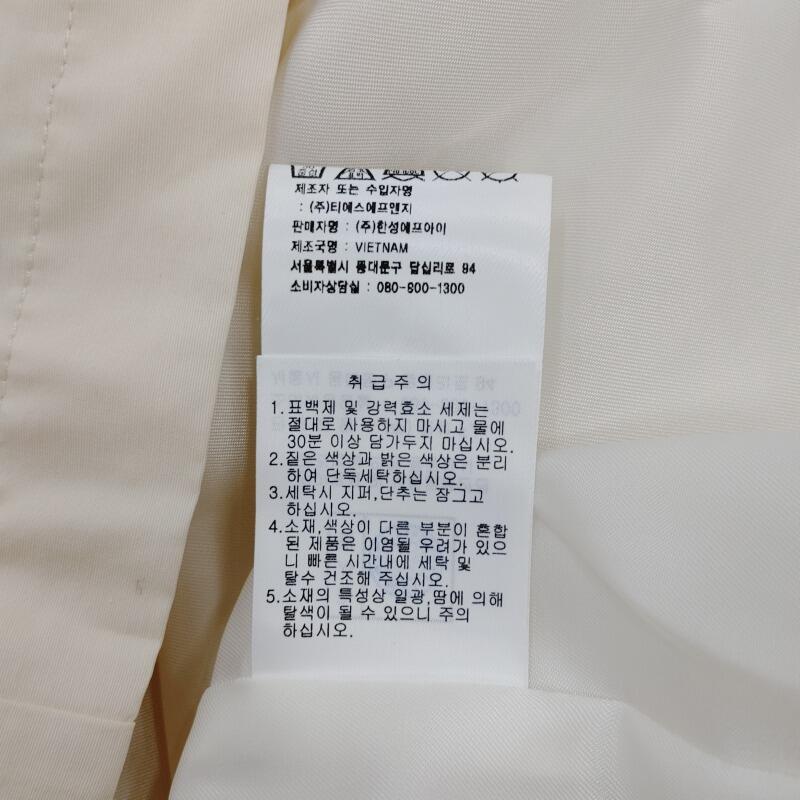 제조자 또는 수입자명
: (주)티에스에프앤지
판매자명 : (주)한성에프아이
제조국명 : VIETNAM
서울특별시 동대문구 답십리로 94
소비자상담실 : 080-800-1300
취급주의
1.표백제 및 강력효소 세제는
절대로 사용하지 마시고 물에
30분 이상 담가두지 마십시오.
2.짙은 색상과 밝은 색상은 분리
하여 단독세탁하십시오.
3.세탁시 지퍼,단추는 잠그고
하십시오.
4.소재,색상이 다른 부분이 혼합
된 제품은 이염될 우려가 있으
니 빠른 시간내에 세탁 및
탈수 건조해 주십시오.
5.소재의 특성상 일광,땀에 의해
탈색이 될 수 있으니 주의
하십시오.